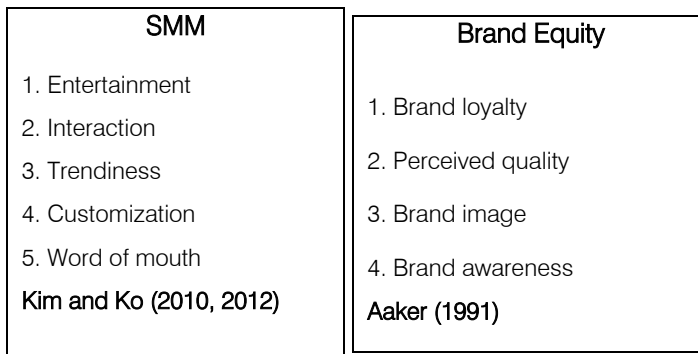 SMM
1. Entertainment
2. Interaction
3. Trendiness
4. Customization
5. Word of mouth
Kim and Ko (2010, 2012)
Brand Equity
1. Brand loyalty
2. Perceived quality
3. Brand image
4. Brand awareness
Aaker (1991)